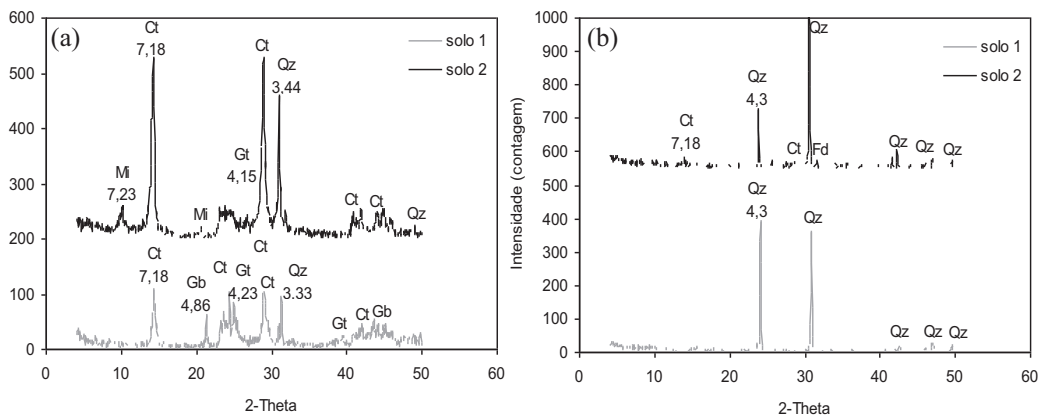 (a)
solo 1
solo 2
600
500
400
300
200
100
0
Ct
7,18
Ct
Qz
3,44
Gt
4,15
Mi
7,23
Mi
Ct
Ct
Qz
Ct
7,18
Gb
4,86
Ct
Gt
4,23
Ct
Ct
Qz
3.33
Gt
Ct
Gb
0 10 20 30 40 50 60
2-Theta
(b)
solo 1
solo 2
Intensidade (contagem)
1000
900
800
700
600
500
400
300
200
100
0
Qz
Qz
4,3
Ct
7,18
Ct
Fd
Qz
Qz
Qz
Qz
4,3
Qz
Qz
Qz
Qz
0 10 20 30 40 50 60
2-Theta